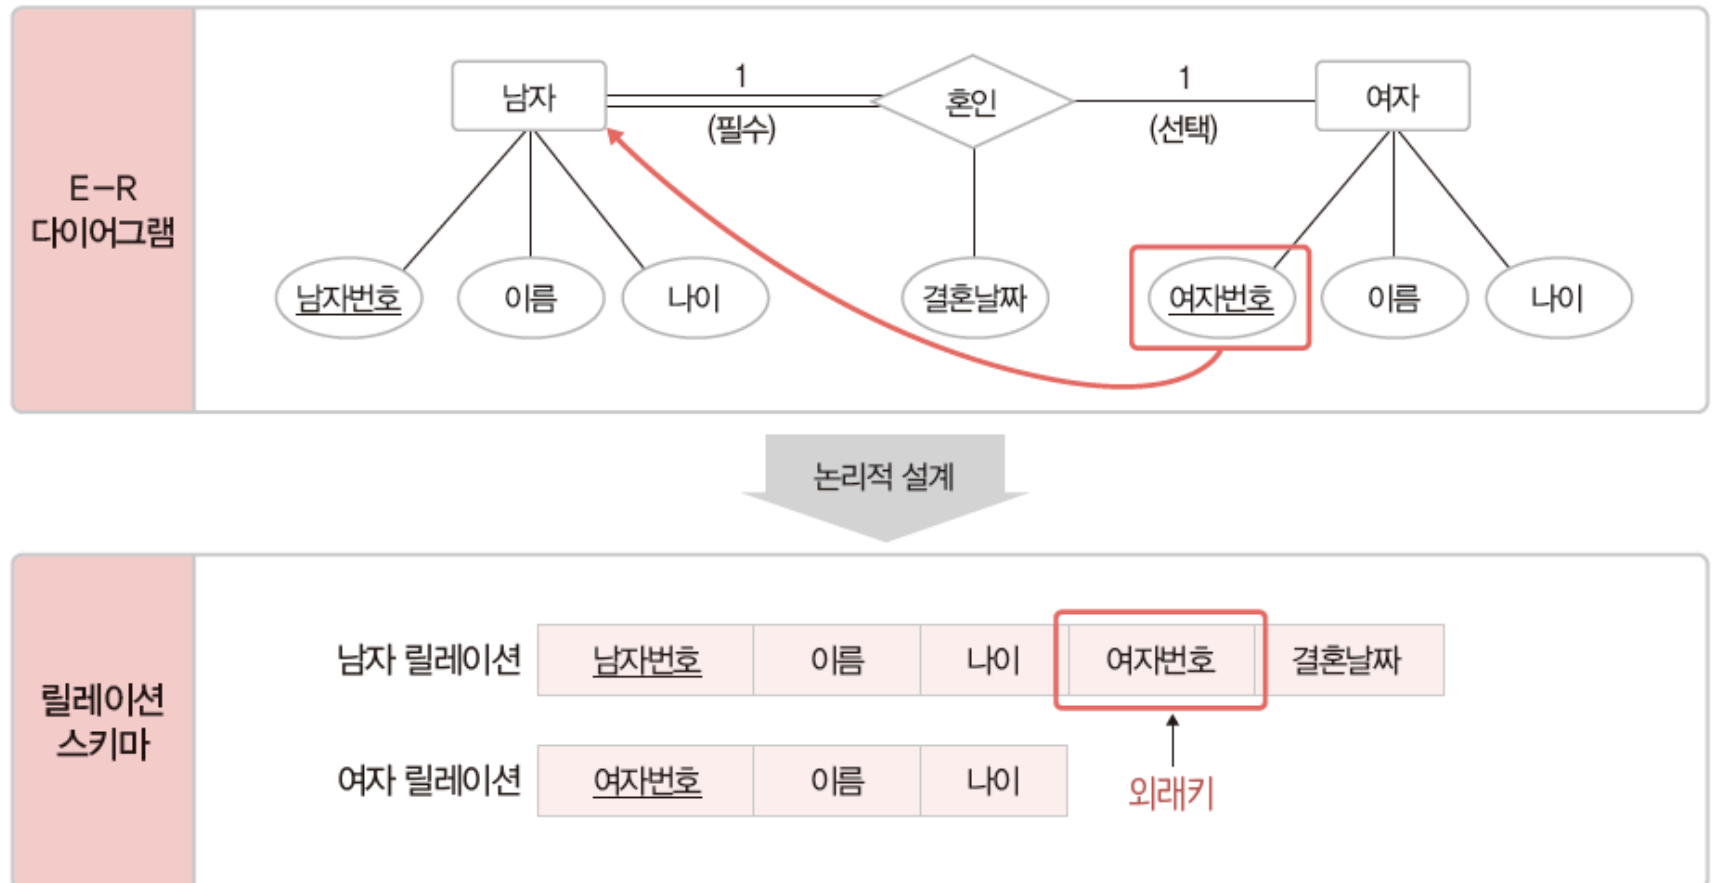 E-R
다이어그램
남자
1
(필수)
혼인
1
(선택)
여자
남자번호
이름
나이
결혼날짜
여자번호
이름
나이
논리적 설계
릴레이션
스키마
남자 릴레이션
남자번호
이름
나이
여자번호
결혼날짜
여자 릴레이션
여자번호
이름
나이
외래키